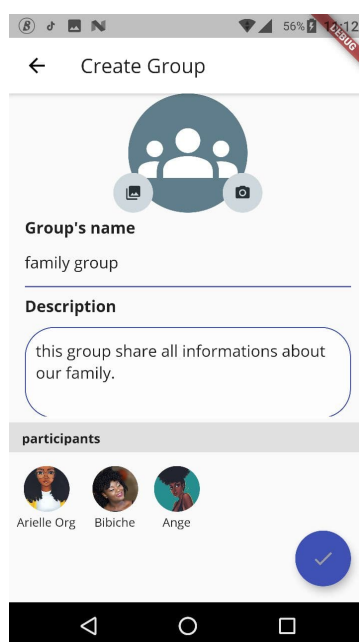 56% 12:12
DEBUG
Create Group
Group's name
family group
Description
this group share all informations about
our family.
participants
Arielle Org Bibiche Ange